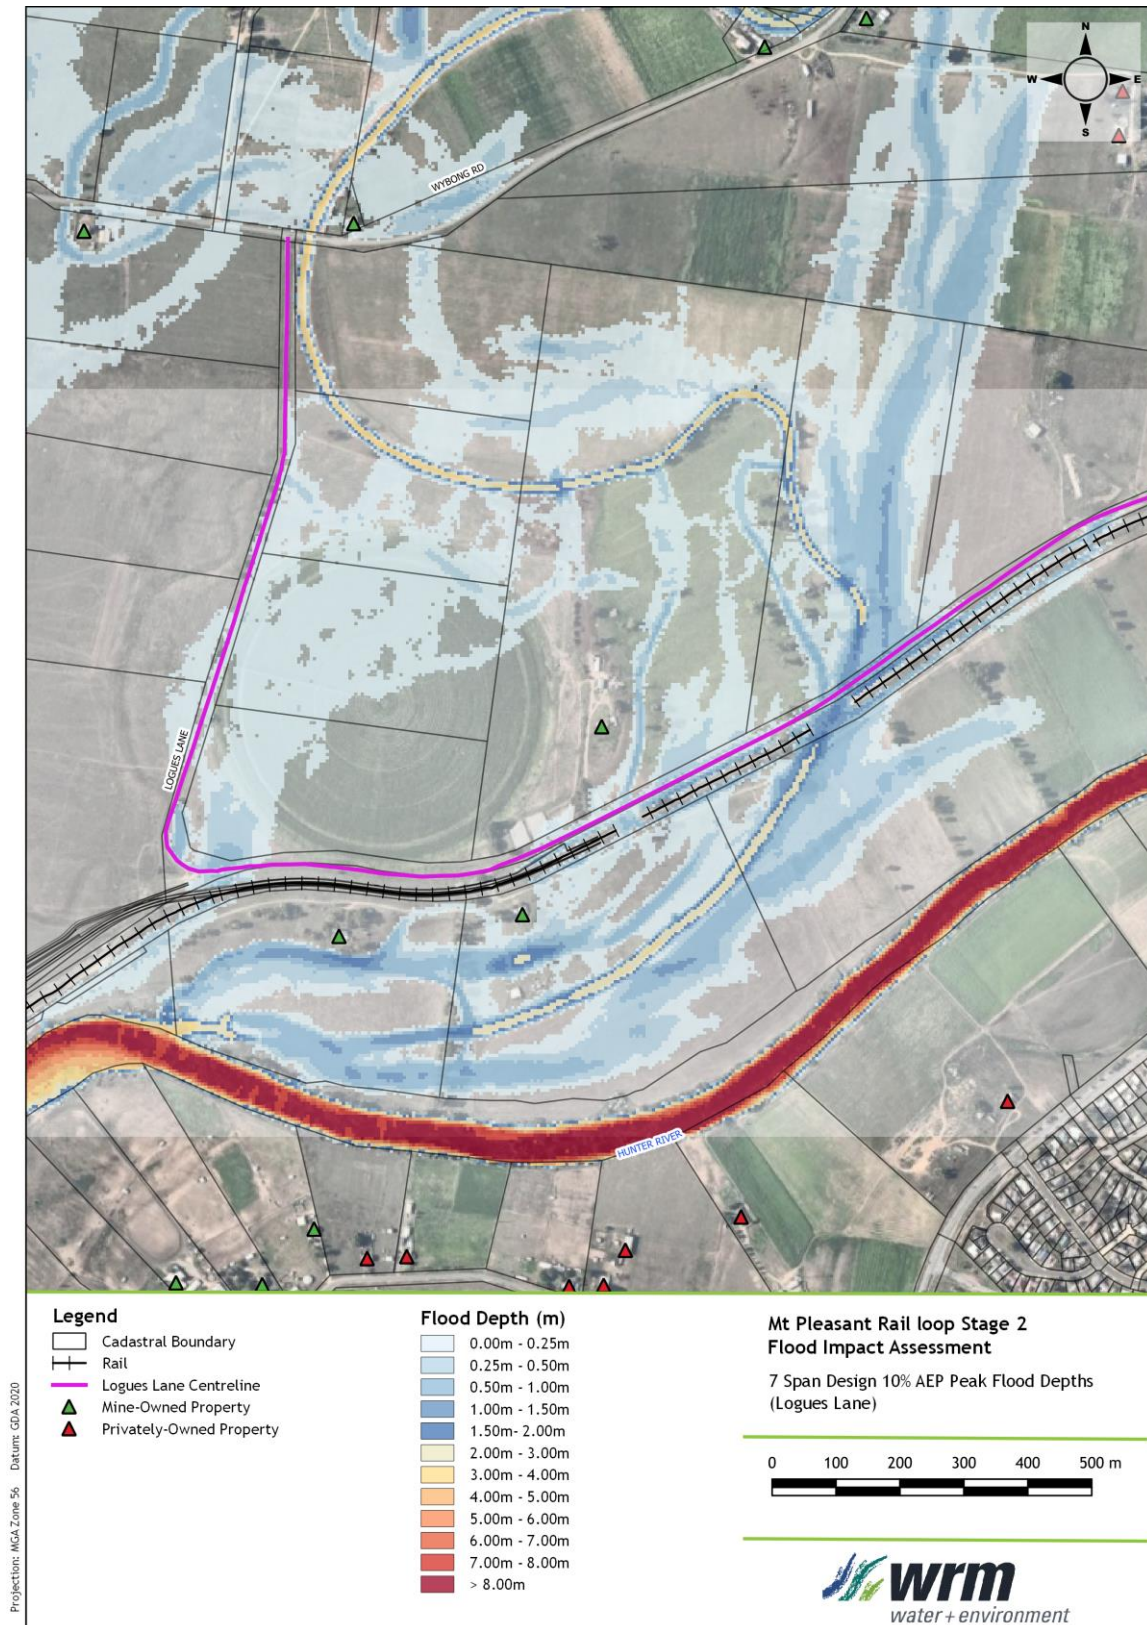 N
W
E
S
WYBONG RD
LOGUES LANE
HUNTER RIVER
Legend
Cadastral Boundary
Rail
Logues Lane Centreline
Mine-Owned Property
Privately-Owned Property
Flood Depth (m)
0.00m - 0.25m
0.25m - 0.50m
0.50m - 1.00m
1.00m - 1.50m
1.50m- 2.00m
2.00m - 3.00m
3.00m - 4.00m
4.00m - 5.00m
5.00m - 6.00m
6.00m - 7.00m
7.00m - 8.00m
> 8.00m
Mt Pleasant Rail loop Stage 2
Flood Impact Assessment
7 Span Design 10% AEP Peak Flood Depths
(Logues Lane)
0 100 200 300 400 500 m
wrm
water + environment
Projection: MGA Zone 56 Datum: GDA 2020